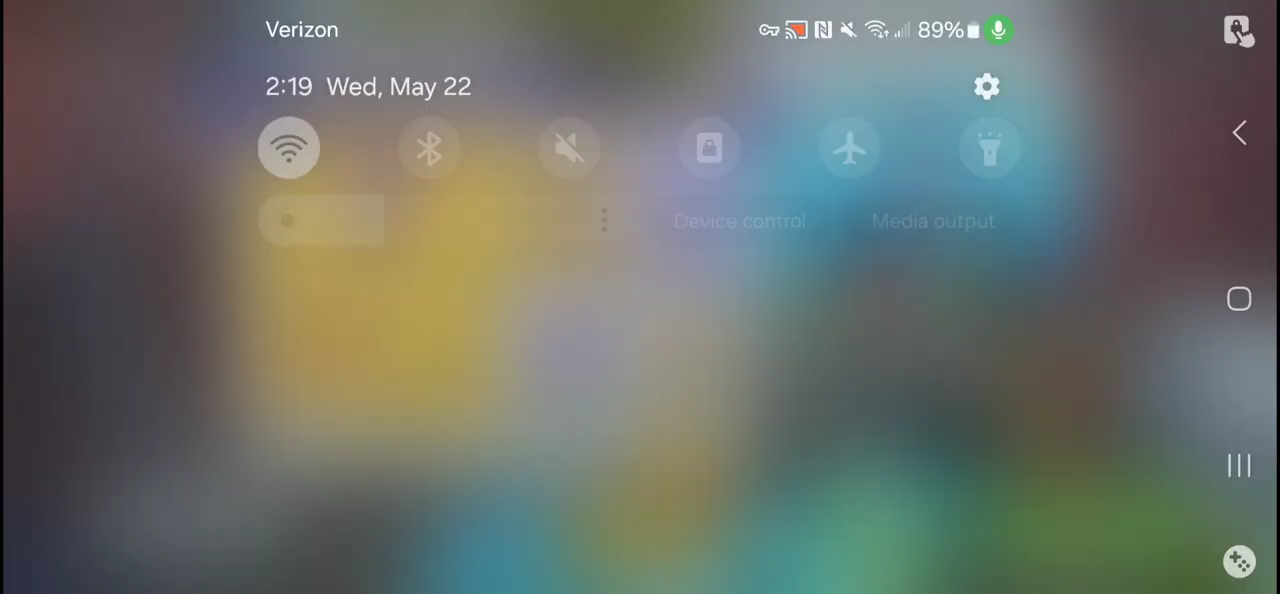 Verizon
89%
2:19 Wed, May 22
Device control
Media output